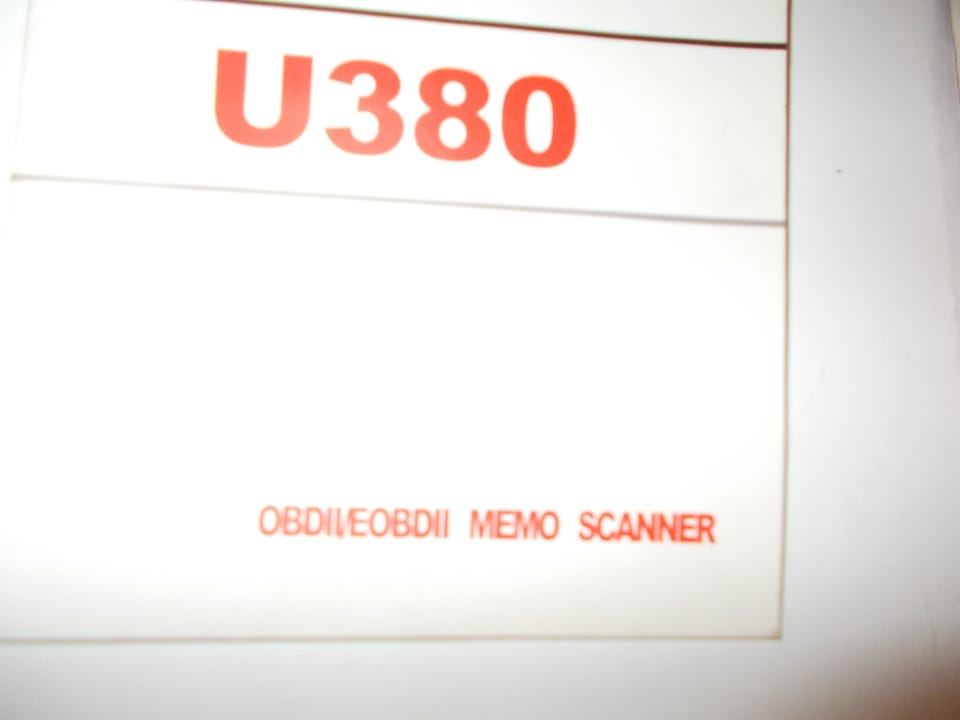 U380
OBDII/EOBDII MEMO SCANNER